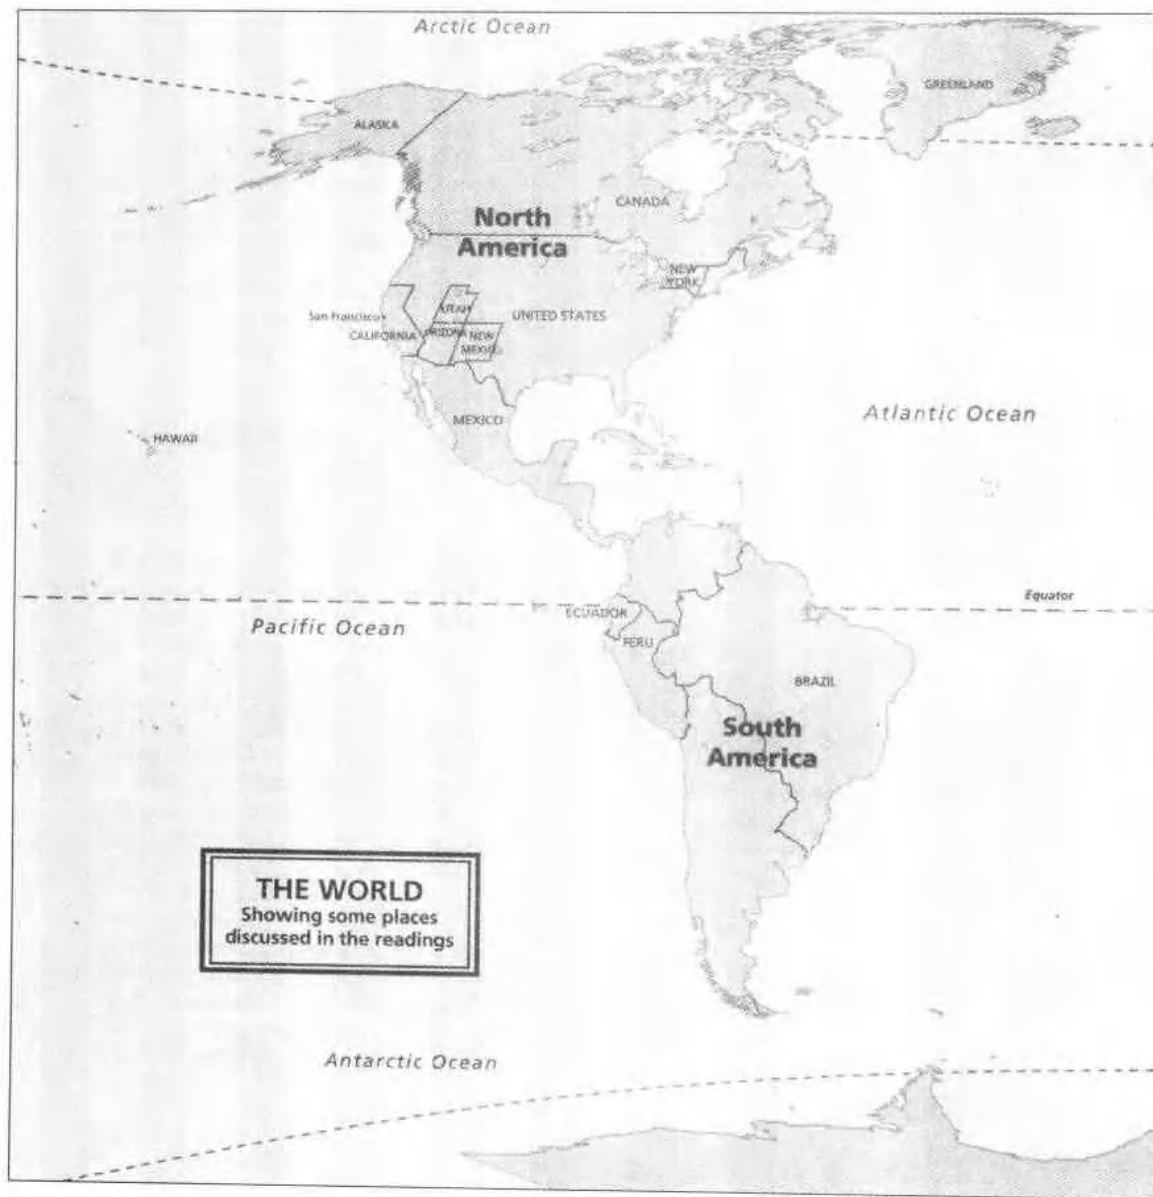 Arctic Ocean
GREENLAND
ALASKA
CANADA
North
America
NEW
YORK
UTAH
San Francisco
UNITED STATES
CALIFORNIA
ARIZONA
NEW
MEXICO
MEXICO
Atlantic Ocean
HAWAII
Equator
ECUADOR
Pacific Ocean
PERU
BRAZIL
South
America
THE WORLD
Showing some places
discussed in the readings
Antarctic Ocean